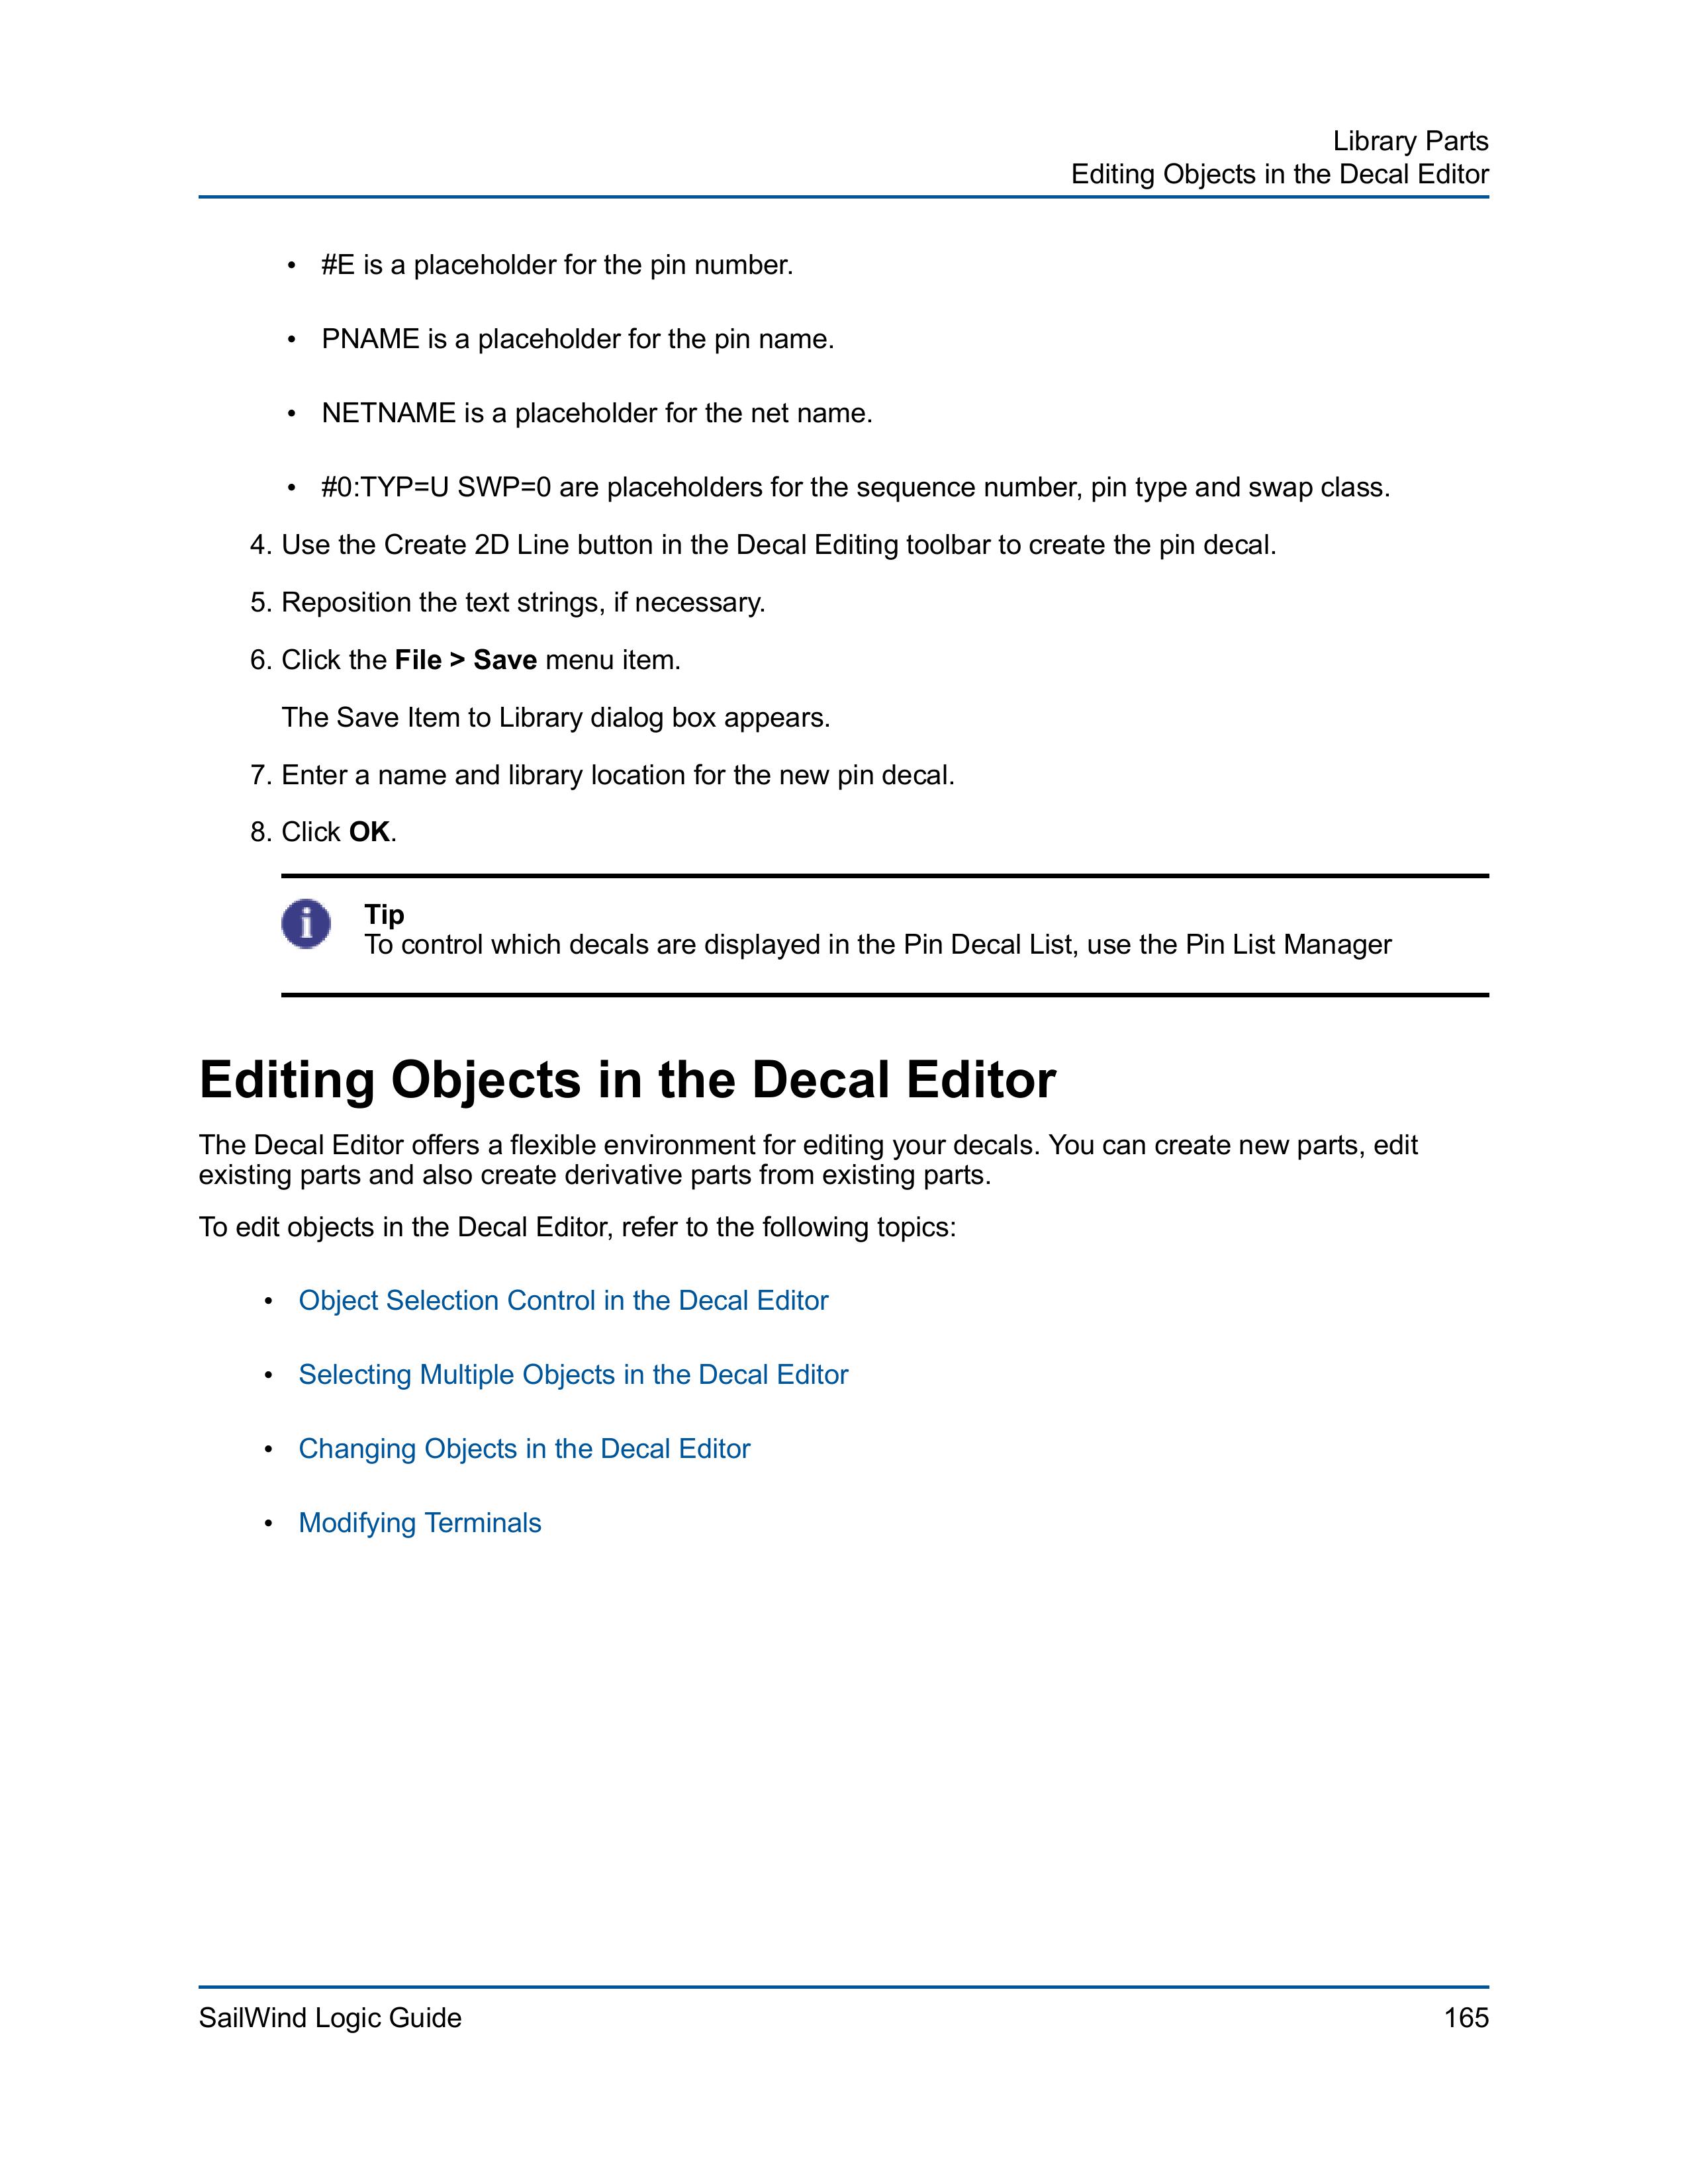 Library Parts
Editing Objects in the Decal Editor
• #E is a placeholder for the pin number.
• PNAME is a placeholder for the pin name.
• NETNAME is a placeholder for the net name.
• #0:TYP=U SWP=0 are placeholders for the sequence number, pin type and swap class.
4. Use the Create 2D Line button in the Decal Editing toolbar to create the pin decal.
5. Reposition the text strings, if necessary.
6. Click the File > Save menu item.
The Save Item to Library dialog box appears.
7. Enter a name and library location for the new pin decal.
8. Click OK.
i
Tip
To control which decals are displayed in the Pin Decal List, use the Pin List Manager
Editing Objects in the Decal Editor
The Decal Editor offers a flexible environment for editing your decals. You can create new parts, edit
existing parts and also create derivative parts from existing parts.
To edit objects in the Decal Editor, refer to the following topics:
• Object Selection Control in the Decal Editor
• Selecting Multiple Objects in the Decal Editor
• Changing Objects in the Decal Editor
• Modifying Terminals
SailWind Logic Guide 165